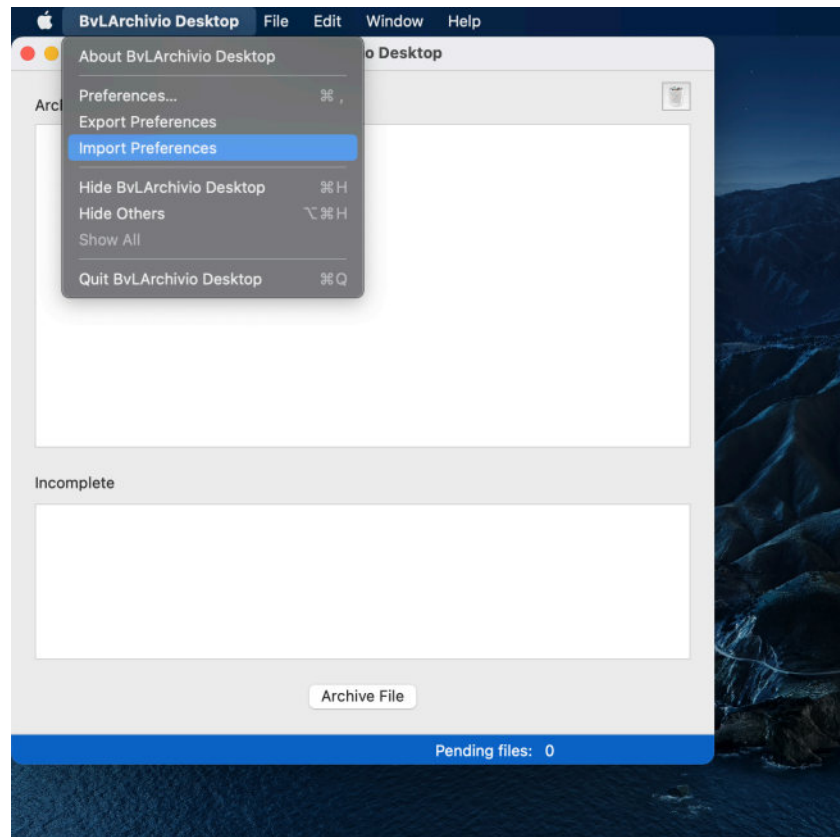 BvLArchivio Desktop File Edit Window Help
o Desktop
About BvLArchivio Desktop
Preferences... ⌘ ,
Arcl
Export Preferences
Import Preferences
Hide BvLArchivio Desktop ⌘H
Hide Others ⌥⌘H
Show All
Quit BvLArchivio Desktop ⌘Q
Incomplete
Archive File
Pending files: 0